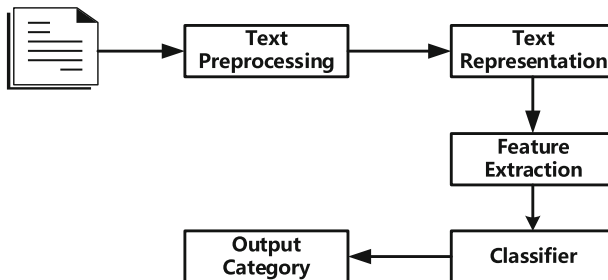 Text
Preprocessing
Text
Representation
Feature
Extraction
Classifier
Output
Category